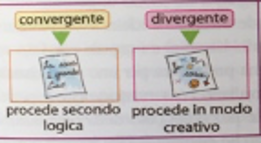 convergente
divergente
procede secondo
logica
procede in modo
creativo